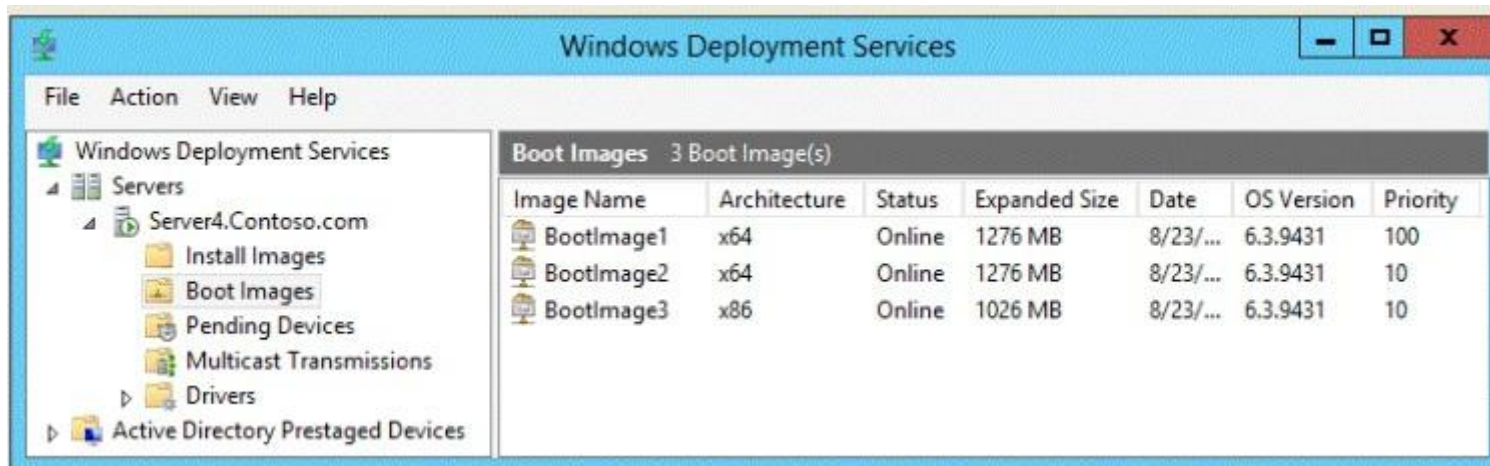 Windows Deployment Services
File Action View Help
Windows Deployment Services
Servers
Server4.Contoso.com
Install Images
Boot Images
Pending Devices
Multicast Transmissions
Drivers
Active Directory Prestaged Devices
Boot Images 3 Boot Image(s)
Image Name Architecture Status Expanded Size Date OS Version Priority
BootImage1 x64 Online 1276 MB 8/23/... 6.3.9431 100
BootImage2 x64 Online 1276 MB 8/23/... 6.3.9431 10
BootImage3 x86 Online 1026 MB 8/23/... 6.3.9431 10